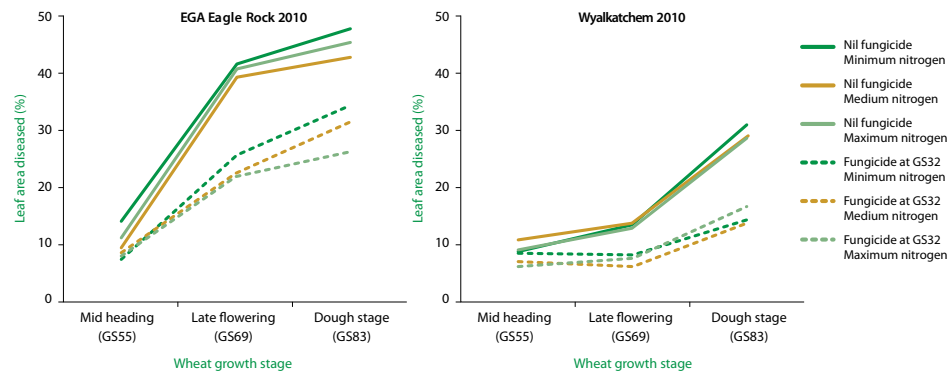 EGA Eagle Rock 2010
50
40
30
20
10
0
Leaf area diseased (%)
Mid heading
(GS55)
Late flowering
(GS69)
Dough stage
(GS83)
Wheat growth stage
Wyalkatchem 2010
50
40
30
20
10
0
Leaf area diseased (%)
Mid heading
(GS55)
Late flowering
(GS69)
Dough stage
(GS83)
Wheat growth stage
Nil fungicide
Minimum nitrogen
Nil fungicide
Medium nitrogen
Nil fungicide
Maximum nitrogen
Fungicide at GS32
Minimum nitrogen
Fungicide at GS32
Medium nitrogen
Fungicide at GS32
Maximum nitrogen